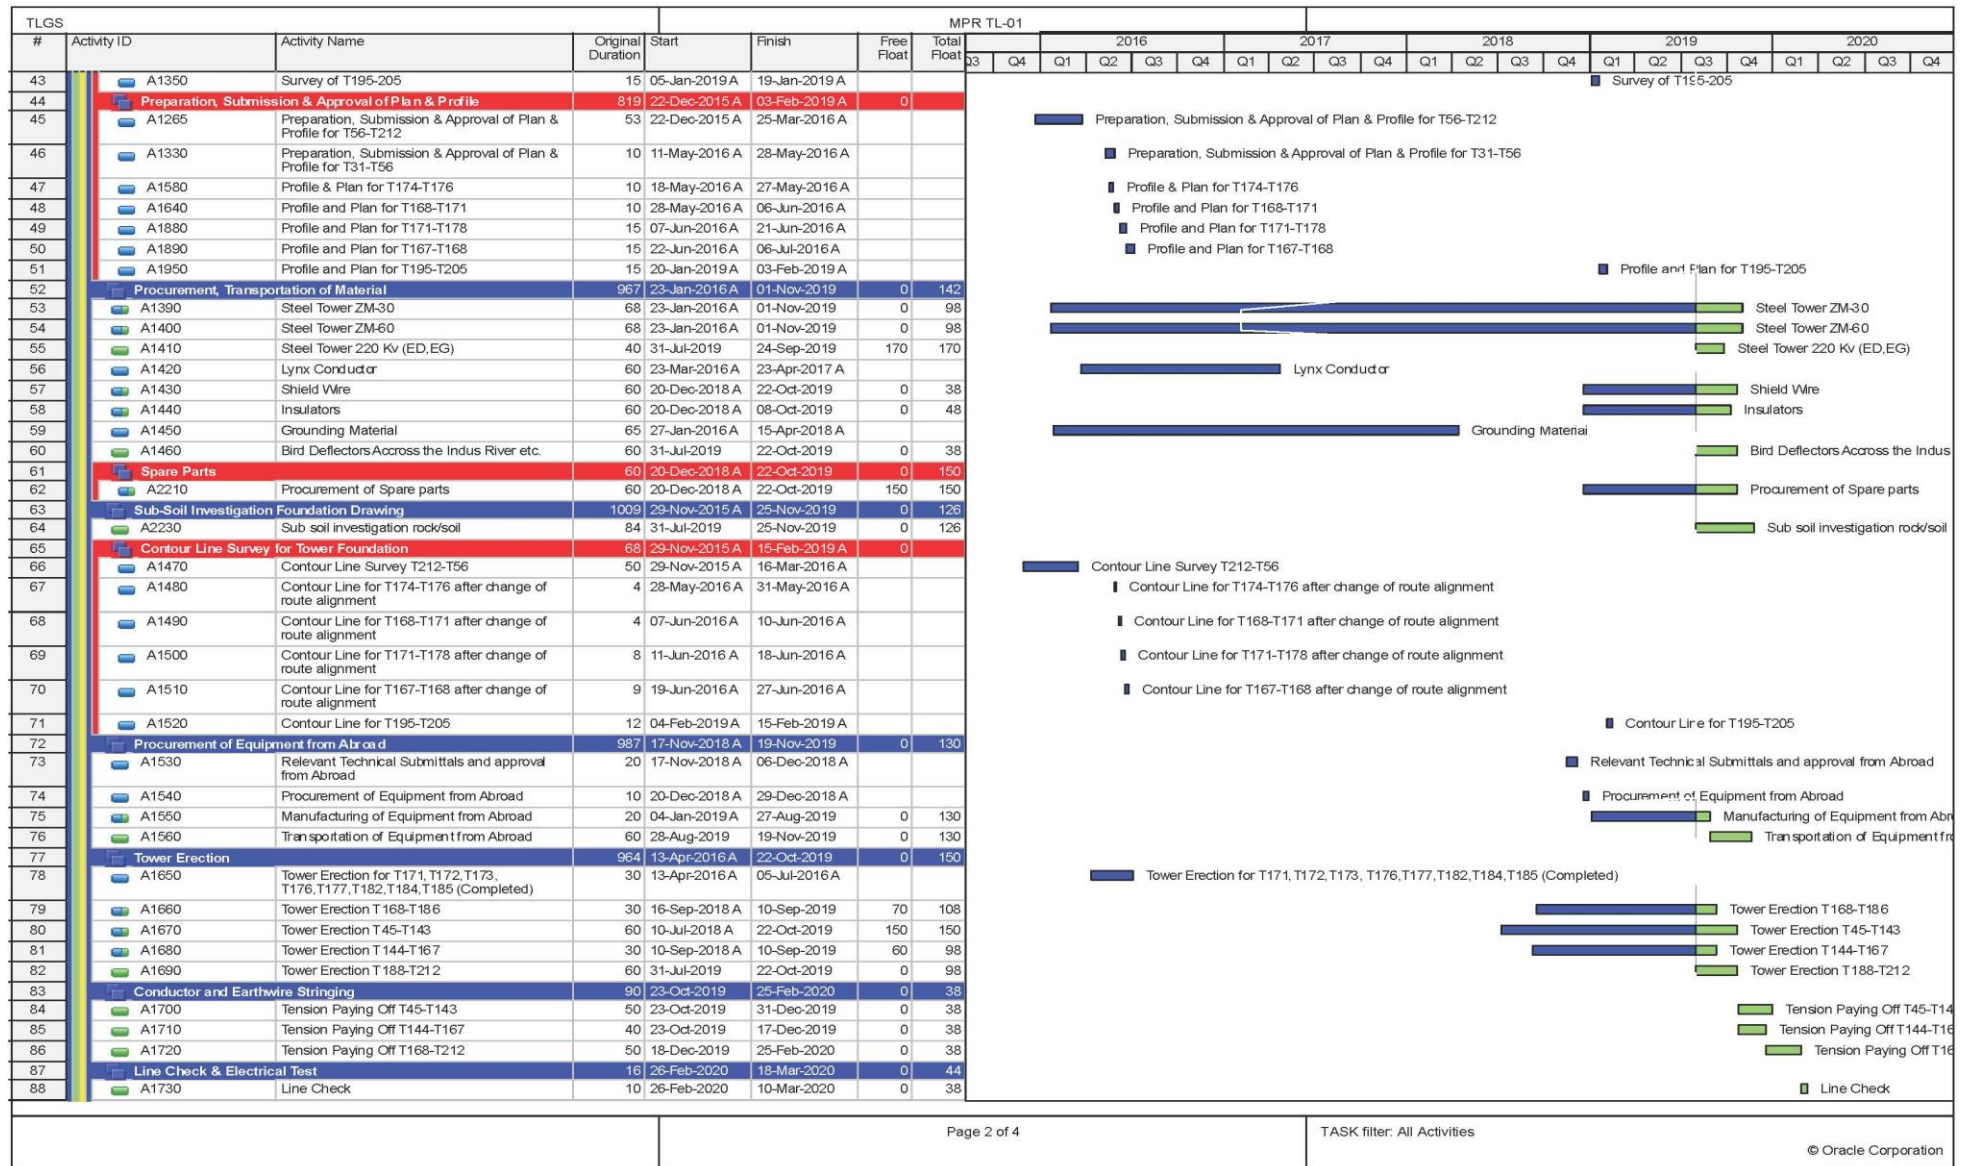 TLGS MPR TL-01
# Activity ID Activity Name Original Duration Start Finish Free Float Total Float 2016 2017 2018 2019 2020
Q3 Q4 Q1 Q2 Q3 Q4 Q1 Q2 Q3 Q4 Q1 Q2 Q3 Q4 Q1 Q2 Q3 Q4 Q1 Q2 Q3 Q4
43 A1350 Survey of T195-205 15 05-Jan-2019 A 19-Jan-2019 A Survey of T195-205
44 Preparation, Submission & Approval of Plan & Profile 819 22-Dec-2015 A 03-Feb-2019 A 0
45 A1265 Preparation, Submission & Approval of Plan & 53 22-Dec-2015 A 25-Mar-2016 A Preparation, Submission & Approval of Plan & Profile for T56-T212
Profile for T56-T212
46 A1330 Preparation, Submission & Approval of Plan & 10 11-May-2016 A 28-May-2016 A Preparation, Submission & Approval of Plan & Profile for T31-T56
Profile for T31-T56
47 A1580 Profile & Plan for T174-T176 10 18-May-2016 A 27-May-2016 A Profile & Plan for T174-T176
48 A1640 Profile and Plan for T168-T171 10 28-May-2016 A 06-Jun-2016 A Profile and Plan for T168-T171
49 A1880 Profile and Plan for T171-T178 15 07-Jun-2016 A 21-Jun-2016 A Profile and Plan for T171-T178
50 A1890 Profile and Plan for T167-T168 15 22-Jun-2016 A 06-Jul-2016 A Profile and Plan for T167-T168
51 A1950 Profile and Plan for T195-T205 15 20-Jan-2019 A 03-Feb-2019 A Profile and Plan for T195-T205
52 Procurement, Transportation of Material 967 23-Jan-2016 A 01-Nov-2019 0 142
53 A1390 Steel Tower ZM-30 68 23-Jan-2016 A 01-Nov-2019 0 98 Steel Tower ZM-30
54 A1400 Steel Tower ZM-60 68 23-Jan-2016 A 01-Nov-2019 0 98 Steel Tower ZM-60
55 A1410 Steel Tower 220 Kv (ED,EG) 40 31-Jul-2019 24-Sep-2019 170 170 Steel Tower 220 Kv (ED,EG)
56 A1420 Lynx Conductor 60 23-Mar-2016 A 23-Apr-2017 A Lynx Conductor
57 A1430 Shield Wire 60 20-Dec-2018 A 22-Oct-2019 0 38 Shield Wire
58 A1440 Insulators 60 20-Dec-2018 A 08-Oct-2019 0 48 Insulators
59 A1450 Grounding Material 65 27-Jan-2016 A 15-Apr-2018 A Grounding Material
60 A1460 Bird Deflectors Accross the Indus River etc. 60 31-Jul-2019 22-Oct-2019 0 38 Bird Deflectors Accross the Indus
61 Spare Parts 60 20-Dec-2018 A 22-Oct-2019 0 150
62 A2210 Procurement of Spare parts 60 20-Dec-2018 A 22-Oct-2019 150 150 Procurement of Spare parts
63 Sub-Soil Investigation Foundation Drawing 1009 29-Nov-2015 A 25-Nov-2019 0 126
64 A2230 Sub soil investigation rock/soil 84 31-Jul-2019 25-Nov-2019 0 126 Sub soil investigation rock/soil
65 Contour Line Survey for Tower Foundation 68 29-Nov-2015 A 15-Feb-2019 A 0
66 A1470 Contour Line Survey T212-T56 50 29-Nov-2015 A 16-Mar-2016 A Contour Line Survey T212-T56
67 A1480 Contour Line for T174-T176 after change of 4 28-May-2016 A 31-May-2016 A Contour Line for T174-T176 after change of route alignment
route alignment
68 A1490 Contour Line for T168-T171 after change of 4 07-Jun-2016 A 10-Jun-2016 A Contour Line for T168-T171 after change of route alignment
route alignment
69 A1500 Contour Line for T171-T178 after change of 8 11-Jun-2016 A 18-Jun-2016 A Contour Line for T171-T178 after change of route alignment
route alignment
70 A1510 Contour Line for T167-T168 after change of 9 19-Jun-2016 A 27-Jun-2016 A Contour Line for T167-T168 after change of route alignment
route alignment
71 A1520 Contour Line for T195-T205 12 04-Feb-2019 A 15-Feb-2019 A Contour Line for T195-T205
72 Procurement of Equipment from Abroad 987 17-Nov-2018 A 19-Nov-2019 0 130
73 A1530 Relevant Technical Submittals and approval 20 17-Nov-2018 A 06-Dec-2018 A Relevant Technical Submittals and approval from Abroad
from Abroad
74 A1540 Procurement of Equipment from Abroad 10 20-Dec-2018 A 29-Dec-2018 A Procurement of Equipment from Abroad
75 A1550 Manufacturing of Equipment from Abroad 20 04-Jan-2019 A 27-Aug-2019 0 130 Manufacturing of Equipment from Abr
76 A1560 Transportation of Equipment from Abroad 60 28-Aug-2019 19-Nov-2019 0 130 Transportation of Equipment fr
77 Tower Erection 964 13-Apr-2016 A 22-Oct-2019 0 150
78 A1650 Tower Erection for T171, T172,T173, 30 13-Apr-2016 A 05-Jul-2016 A Tower Erection for T171, T172,T173, T176,T177,T182,T184,T185 (Completed)
T176,T177,T182,T184,T185 (Completed)
79 A1660 Tower Erection T168-T186 30 16-Sep-2018 A 10-Sep-2019 70 108 Tower Erection T168-T186
80 A1670 Tower Erection T45-T143 60 10-Jul-2018 A 22-Oct-2019 150 150 Tower Erection T45-T143
81 A1680 Tower Erection T144-T167 30 10-Sep-2018 A 10-Sep-2019 60 98 Tower Erection T144-T167
82 A1690 Tower Erection T188-T212 60 31-Jul-2019 22-Oct-2019 0 98 Tower Erection T188-T212
83 Conductor and Earthwire Stringing 90 23-Oct-2019 25-Feb-2020 0 38
84 A1700 Tension Paying Off T45-T143 50 23-Oct-2019 31-Dec-2019 0 38 Tension Paying Off T45-T14
85 A1710 Tension Paying Off T144-T167 40 23-Oct-2019 17-Dec-2019 0 38 Tension Paying Off T144-T16
86 A1720 Tension Paying Off T168-T212 50 18-Dec-2019 25-Feb-2020 0 38 Tension Paying Off T16
87 Line Check & Electrical Test 16 26-Feb-2020 18-Mar-2020 0 44
88 A1730 Line Check 10 26-Feb-2020 10-Mar-2020 0 38 Line Check
Page 2 of 4 TASK filter: All Activities
© Oracle Corporation